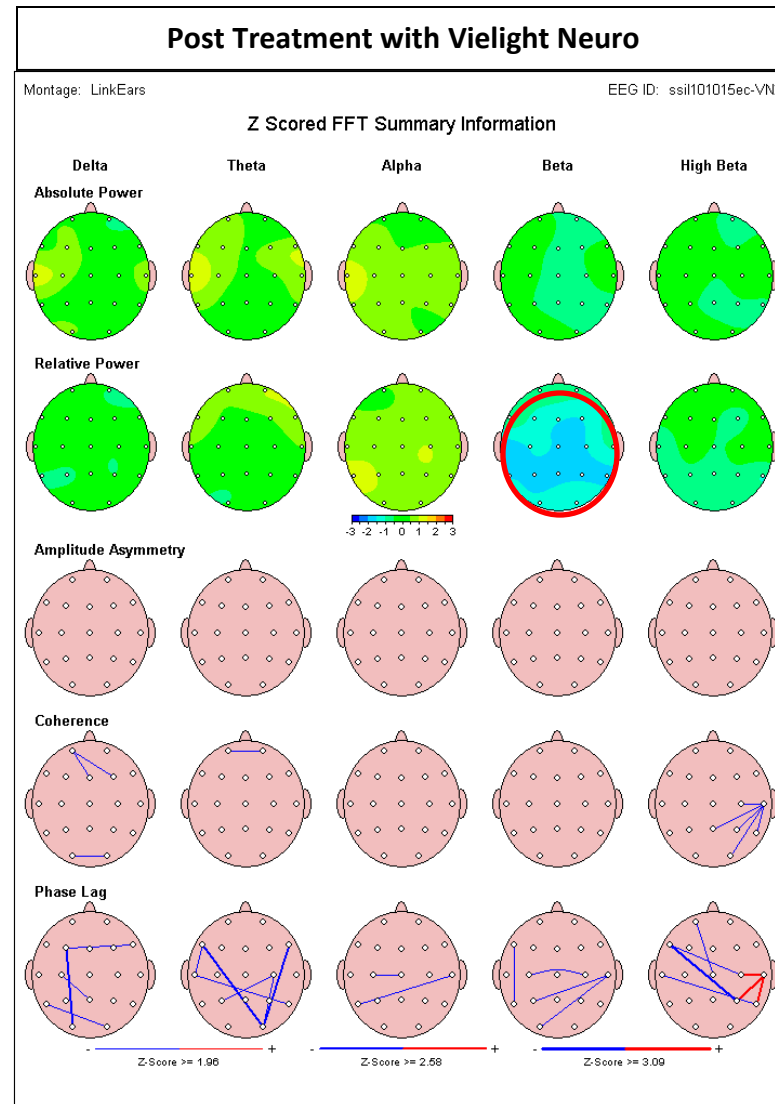 Post Treatment with Vielight Neuro
Montage: LinkEars EEG ID: ssil101015ec-VN
Z Scored FFT Summary Information
Delta Theta Alpha Beta High Beta
Absolute Power
Relative Power
-3 -2 -1 0 1 2 3
Amplitude Asymmetry
Coherence
Phase Lag
- + - + - +
Z-Score >= 1.96 Z-Score >= 2.58 Z-Score >= 3.09